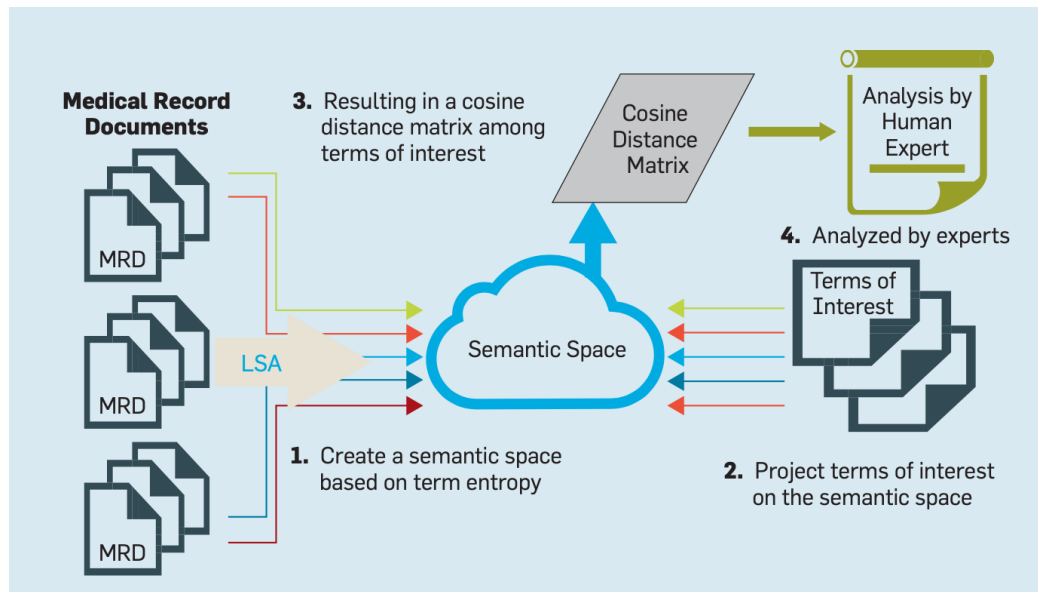 Medical Record
Documents
MRD
MRD
MRD
LSA
3. Resulting in a cosine
distance matrix among
terms of interest
Cosine
Distance
Matrix
Analysis by
Human
Expert
4. Analyzed by experts
Semantic Space
Terms of
Interest
1. Create a semantic space
based on term entropy
2. Project terms of interest
on the semantic space